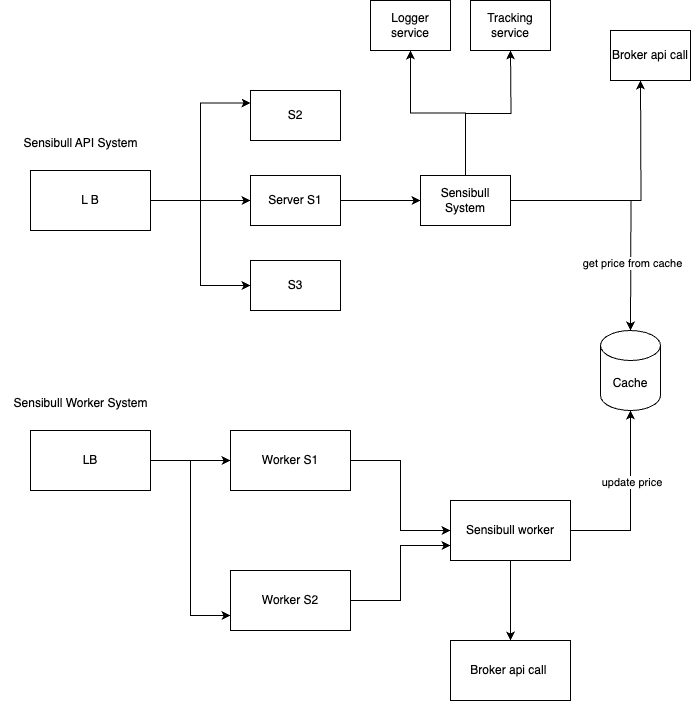 Logger
service
Tracking
service
Broker api call
S2
Sensibull API System
L B
Server S1
Sensibull
System
get price from cache
S3
Cache
Sensibull Worker System
LB
Worker S1
update price
Sensibull worker
Worker S2
Broker api call